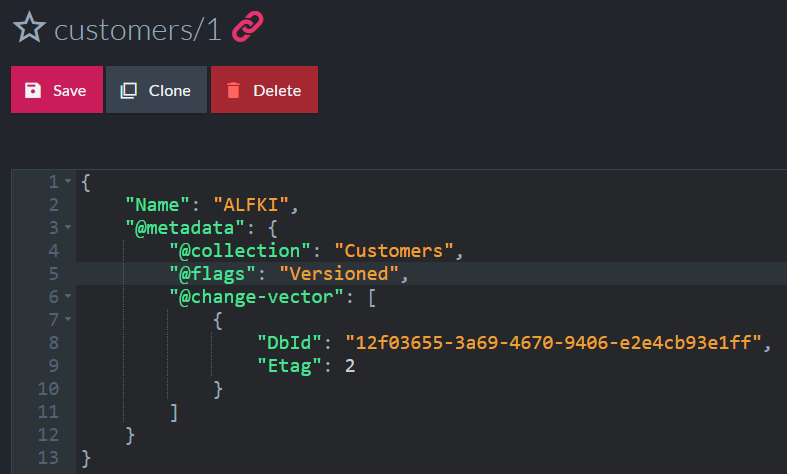 customers/1
Save Clone Delete
1 {
2 "Name": "ALFKI",
3 "@metadata": {
4 "@collection": "Customers",
5 "@flags": "Versioned",
6 "@change-vector": [
7 {
8 "DbId": "12f03655-3a69-4670-9406-e2e4cb93e1ff",
9 "Etag": 2
10 }
11 ]
12 }
13 }